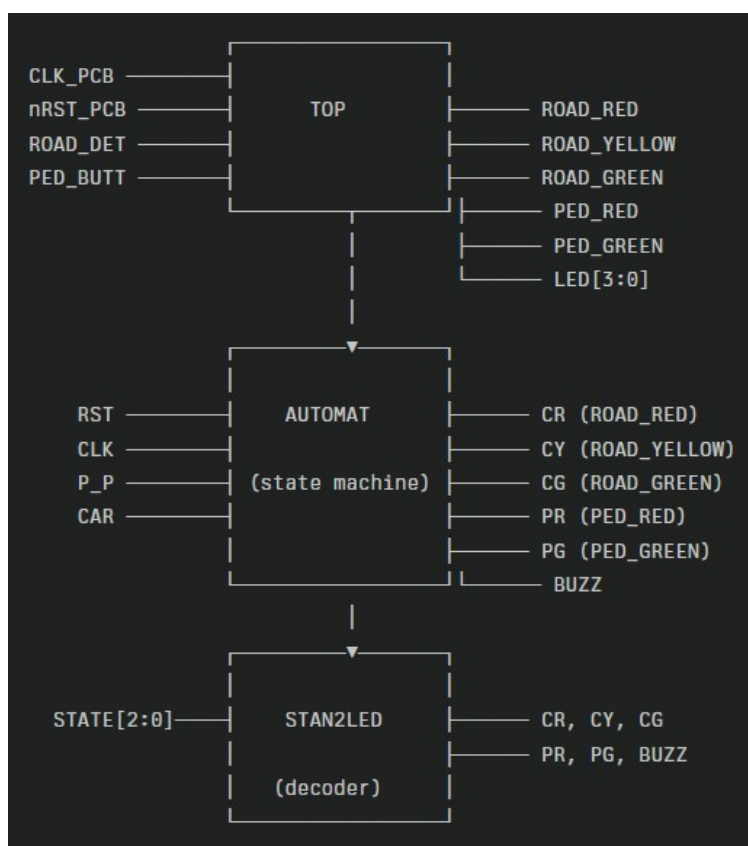 CLK_PCB
nRST_PCB TOP ROAD_RED
ROAD_DET ROAD_YELLOW
PED_BUTT ROAD_GREEN
PED_RED
PED_GREEN
LED[3:0]
RST AUTOMAT CR (ROAD_RED)
CLK CY (ROAD_YELLOW)
P_P (state machine) CG (ROAD_GREEN)
CAR PR (PED_RED)
PG (PED_GREEN)
BUZZ
STATE[2:0] STAN2LED CR, CY, CG
PR, PG, BUZZ
(decoder)